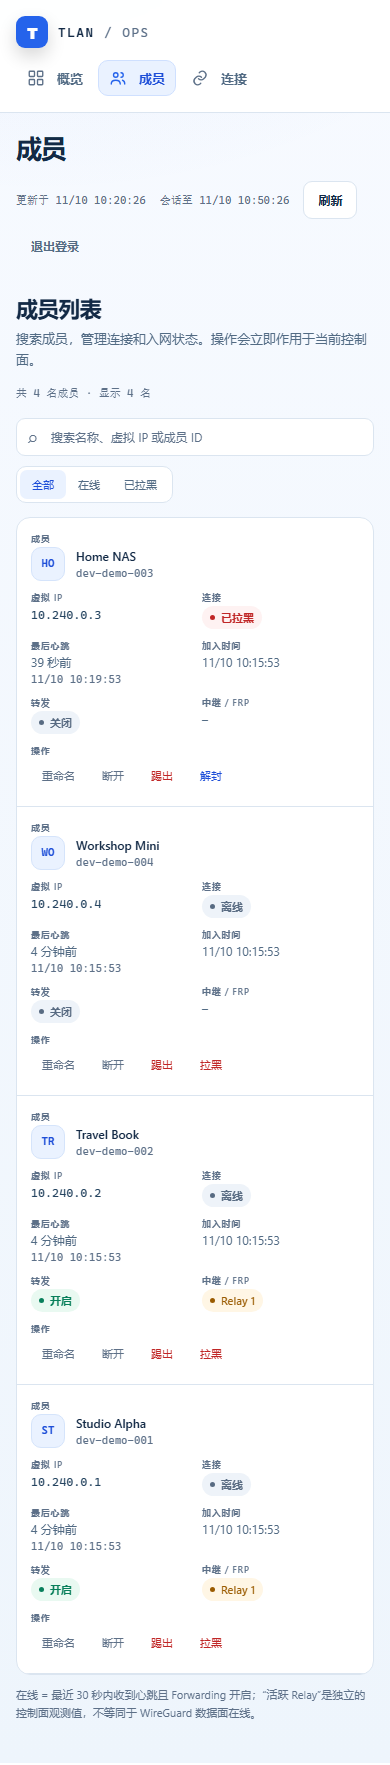 T TLAN / OPS
概览 成员 连接
成员
更新于 11/10 10:20:26 会话至 11/10 10:50:26 刷新
退出登录
成员列表
搜索成员，管理连接和入网状态。操作会立即作用于当前控制
面。
共 4 名成员 · 显示 4 名
搜索名称、虚拟 IP 或成员 ID
全部 在线 已拉黑
成员
HO Home NAS
dev-demo-003
虚拟 IP 连接
10.240.0.3 已拉黑
最后心跳 加入时间
39 秒前 11/10 10:15:53
11/10 10:19:53
转发 中继 / FRP
关闭 —
操作
重命名 断开 踢出 解封
成员
WO Workshop Mini
dev-demo-004
虚拟 IP 连接
10.240.0.4 离线
最后心跳 加入时间
4 分钟前 11/10 10:15:53
11/10 10:15:53
转发 中继 / FRP
关闭 —
操作
重命名 断开 踢出 拉黑
成员
TR Travel Book
dev-demo-002
虚拟 IP 连接
10.240.0.2 离线
最后心跳 加入时间
4 分钟前 11/10 10:15:53
11/10 10:15:53
转发 中继 / FRP
开启 Relay 1
操作
重命名 断开 踢出 拉黑
成员
ST Studio Alpha
dev-demo-001
虚拟 IP 连接
10.240.0.1 离线
最后心跳 加入时间
4 分钟前 11/10 10:15:53
11/10 10:15:53
转发 中继 / FRP
开启 Relay 1
操作
重命名 断开 踢出 拉黑
在线 = 最近 30 秒内收到心跳且 Forwarding 开启；“活跃 Relay”是独立的
控制面观测值，不等同于 WireGuard 数据面在线。